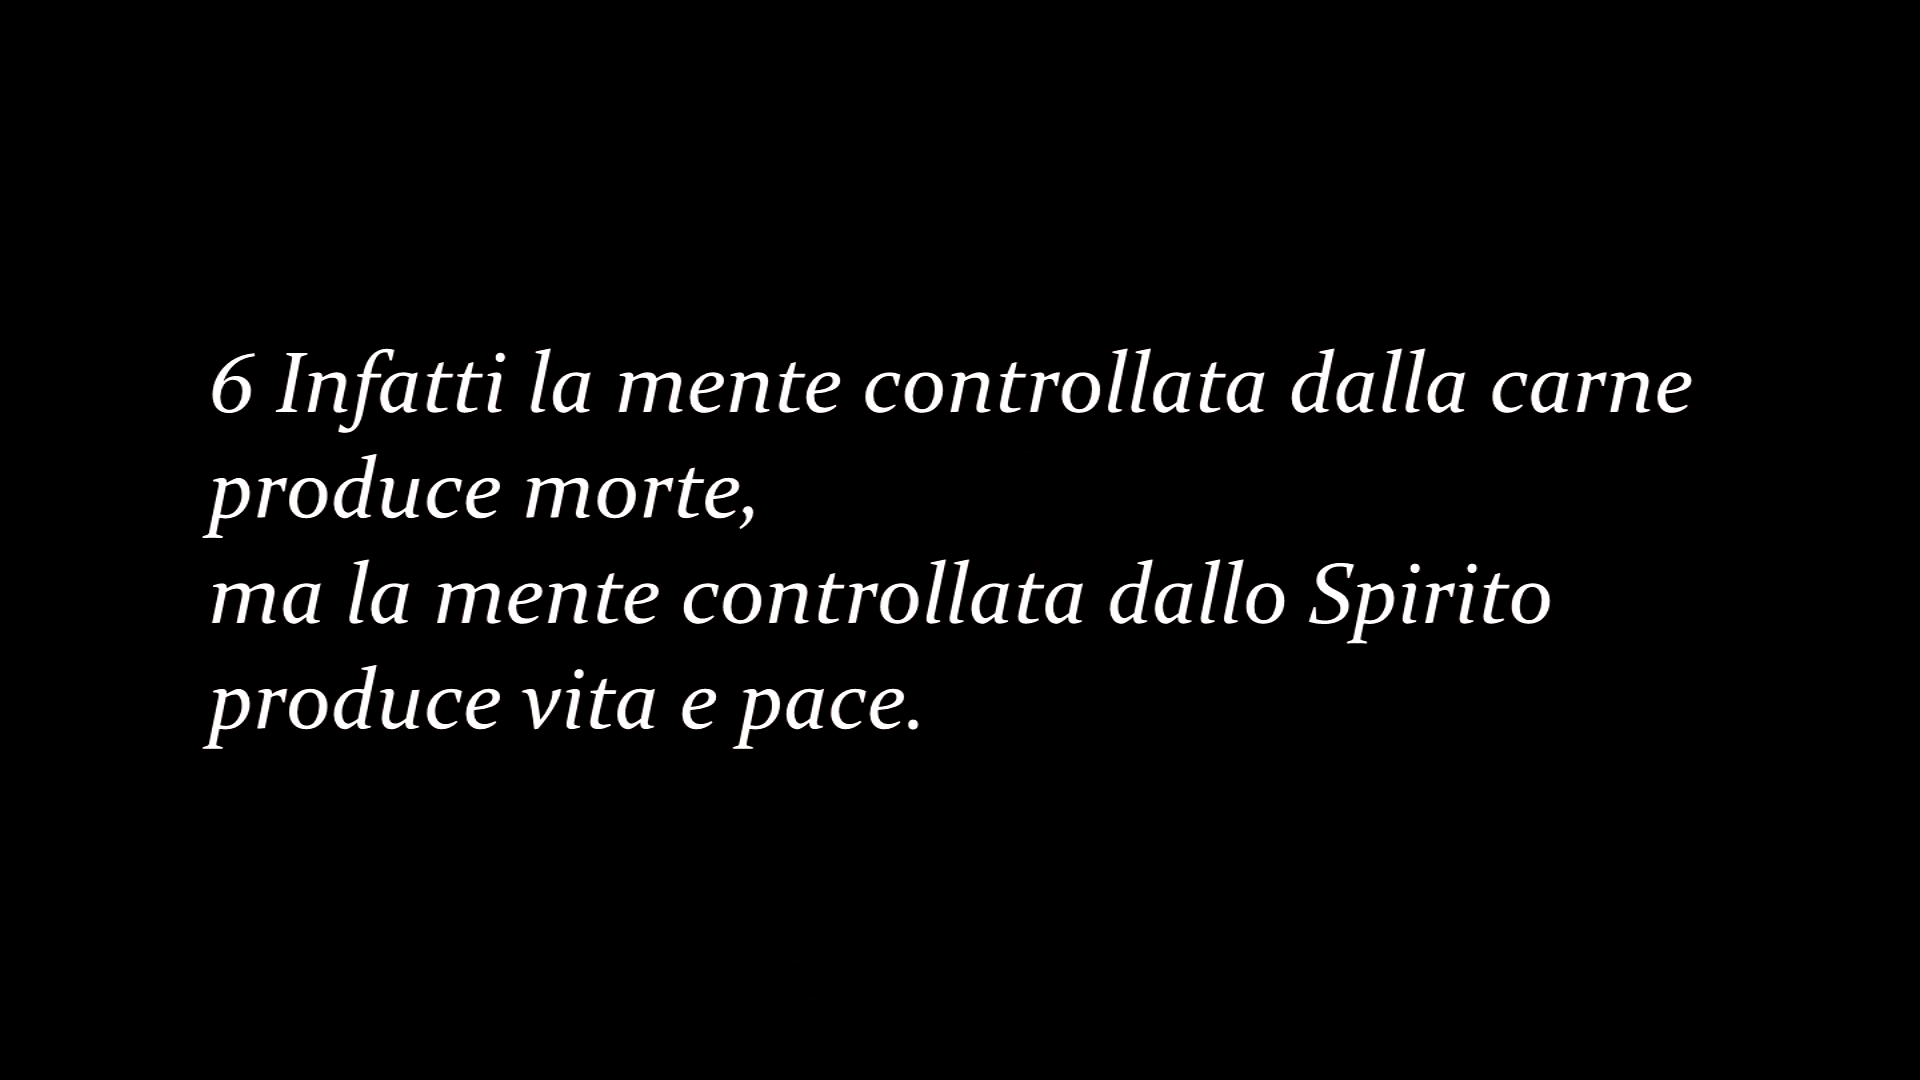 6 Infatti la mente controllata dalla carne
produce morte,
ma la mente controllata dallo Spirito
produce vita e pace.